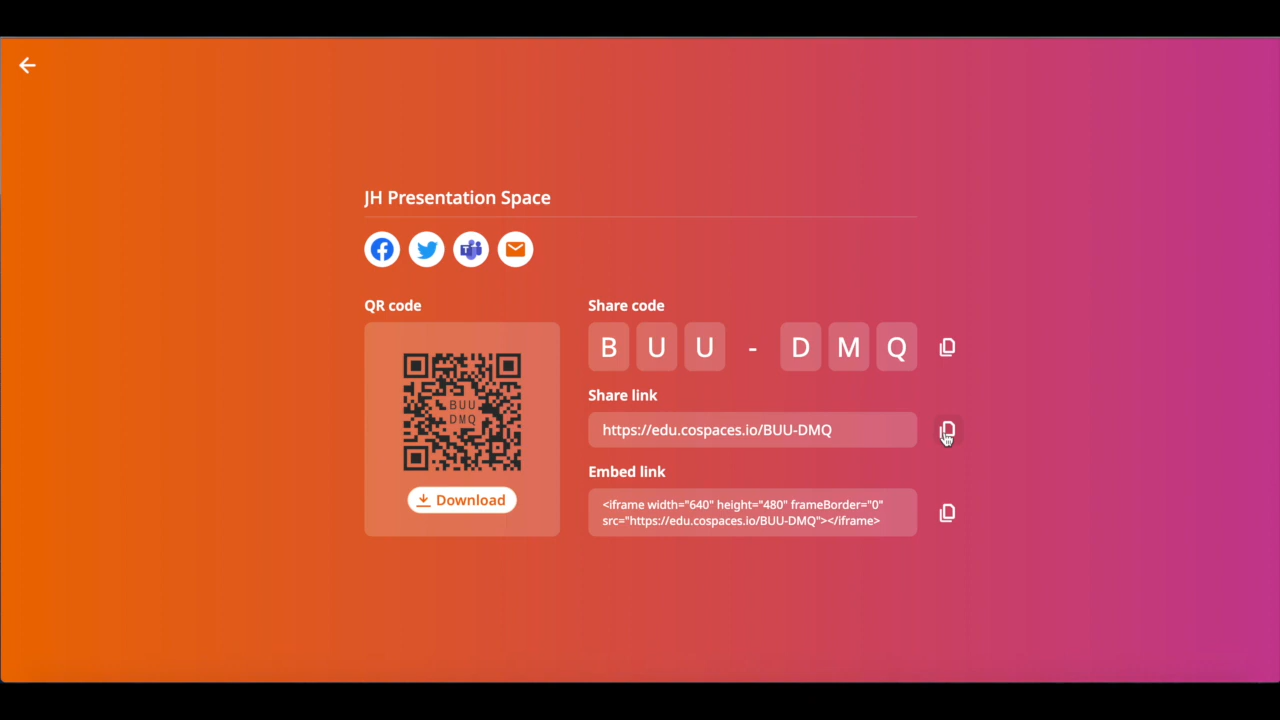 JH Presentation Space
QR code
BUU
DMQ
Download
Share code
B U U - D M Q
Share link
https://edu.cospaces.io/BUU-DMQ
Embed link
<iframe width="640" height="480" frameBorder="0"
src="https://edu.cospaces.io/BUU-DMQ"></iframe>